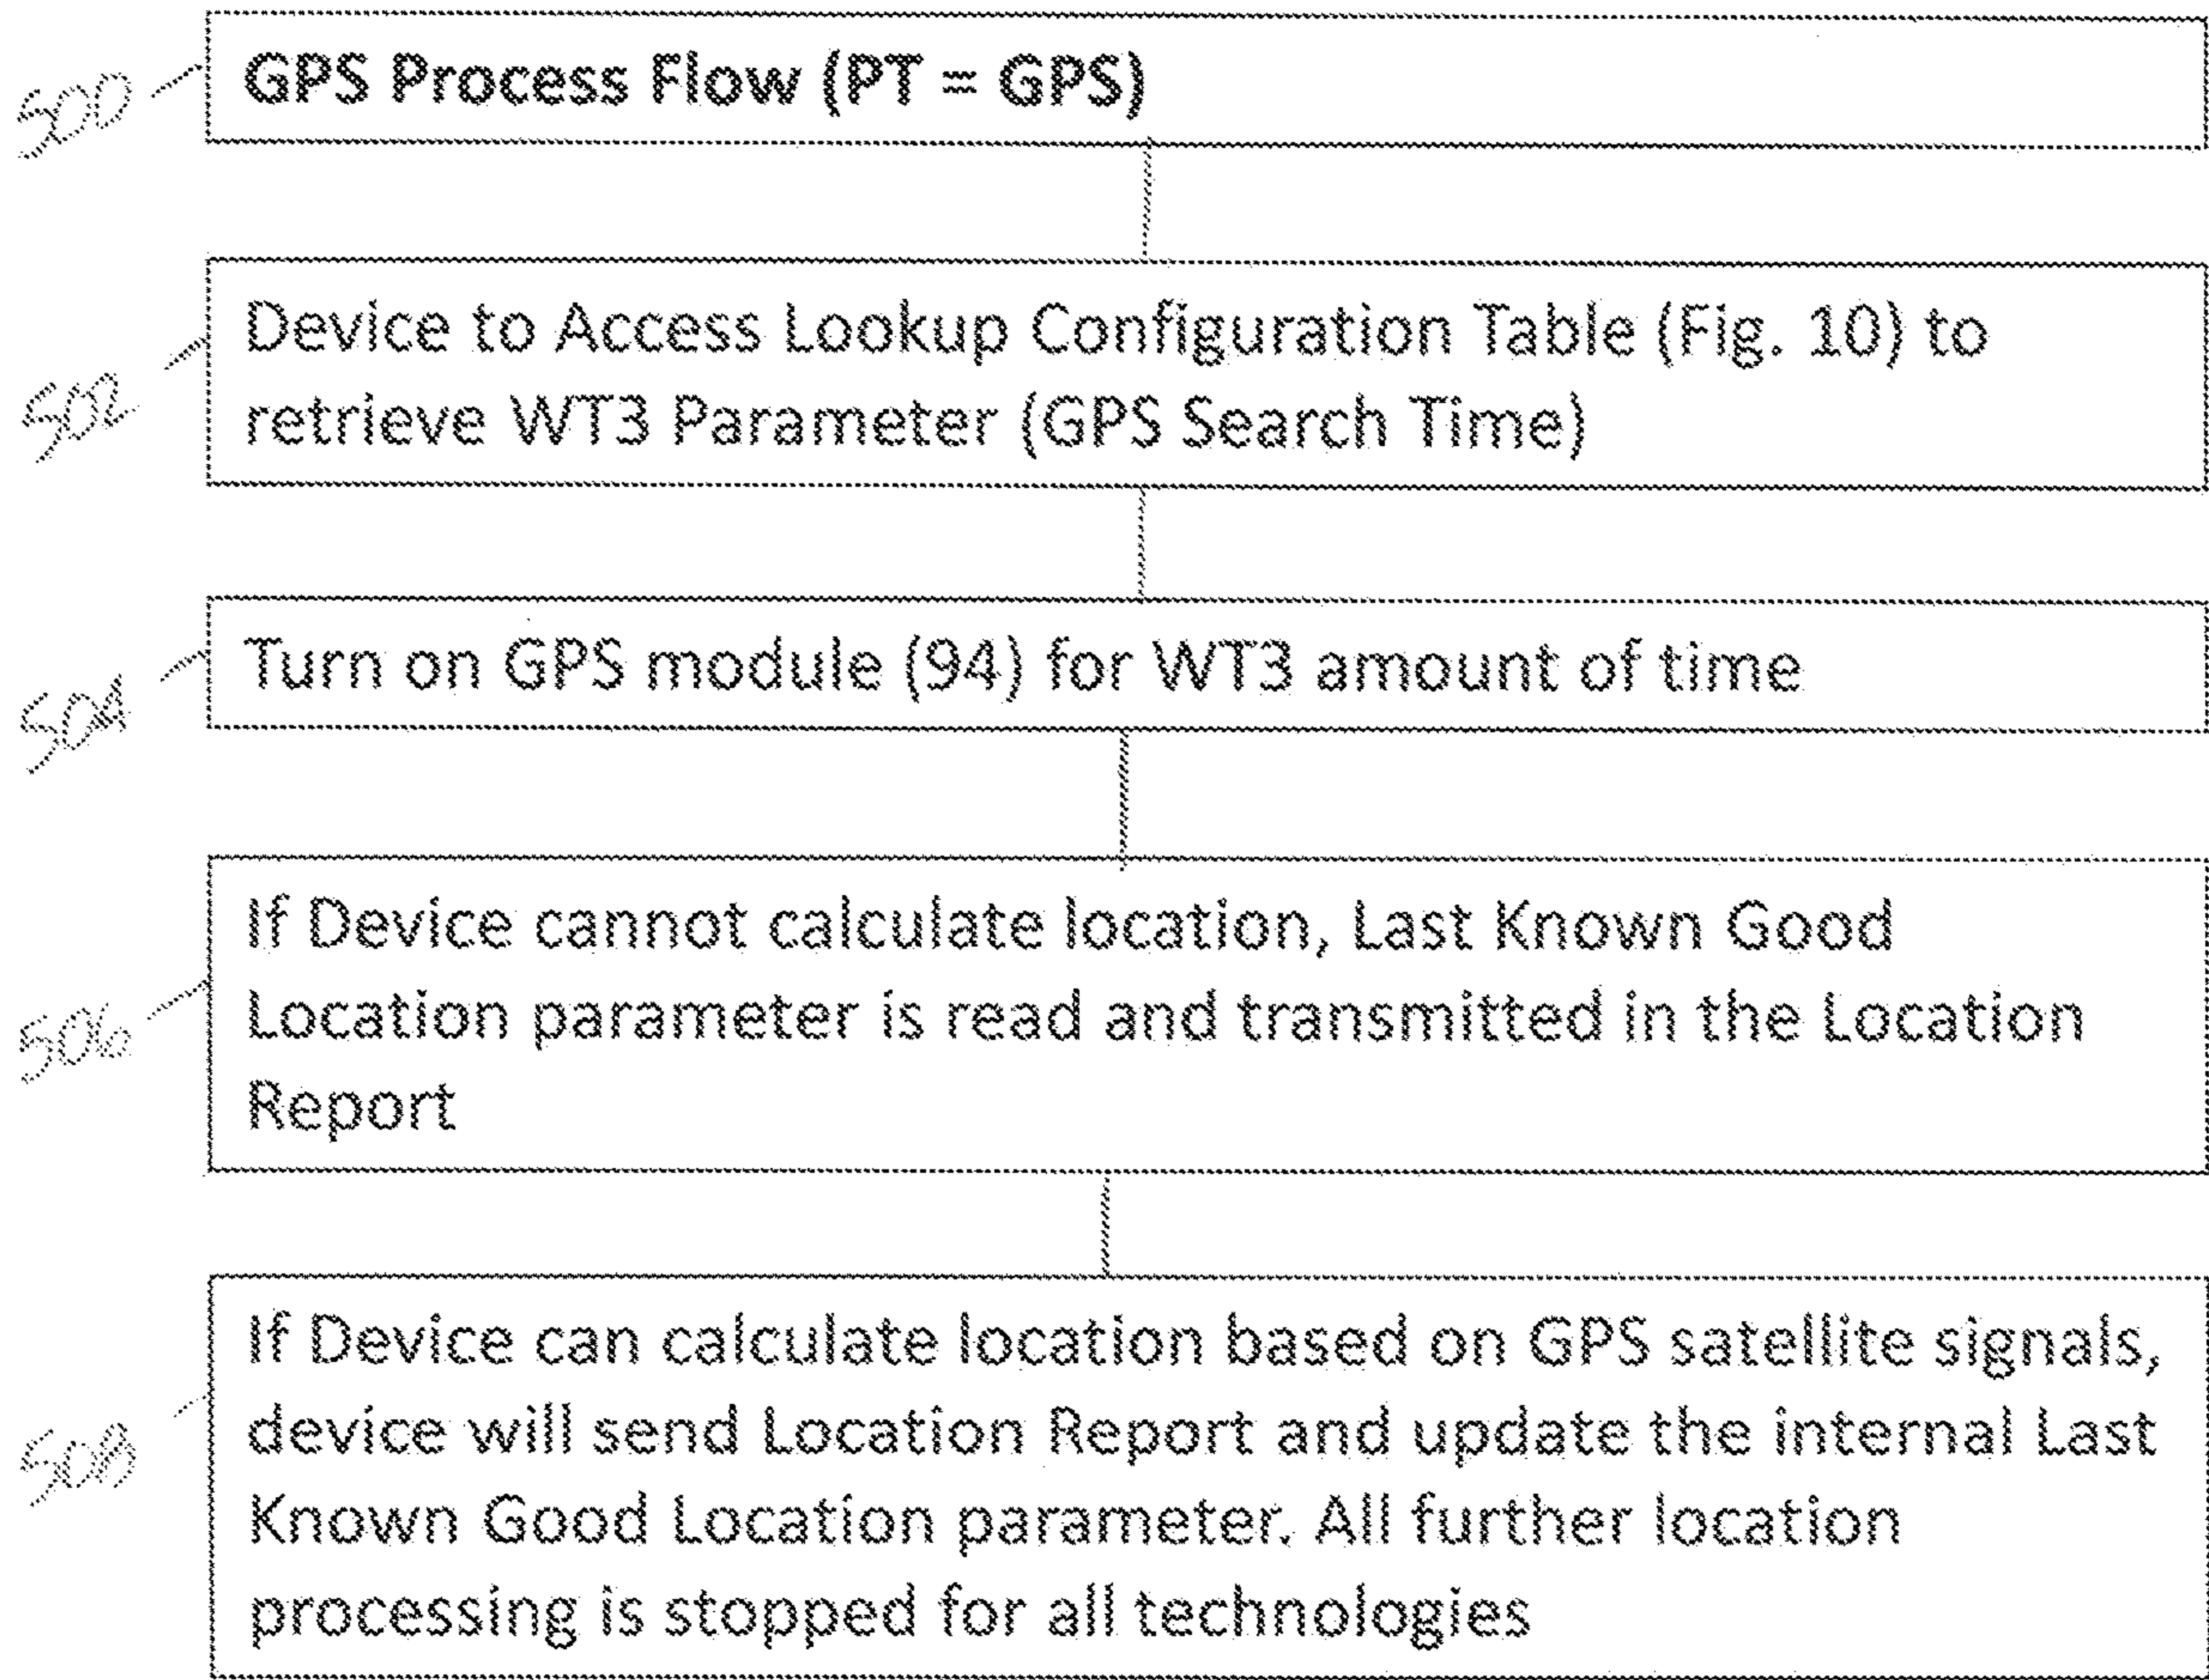 500
GPS Process Flow (PT = GPS)
502
Device to Access Lookup Configuration Table (Fig. 10) to
retrieve WT3 Parameter (GPS Search Time)
504
Turn on GPS module (94) for WT3 amount of time
506
If Device cannot calculate location, Last Known Good
Location parameter is read and transmitted in the Location
Report
508
If Device can calculate location based on GPS satellite signals,
device will send Location Report and update the internal Last
Known Good Location parameter. All further location
processing is stopped for all technologies